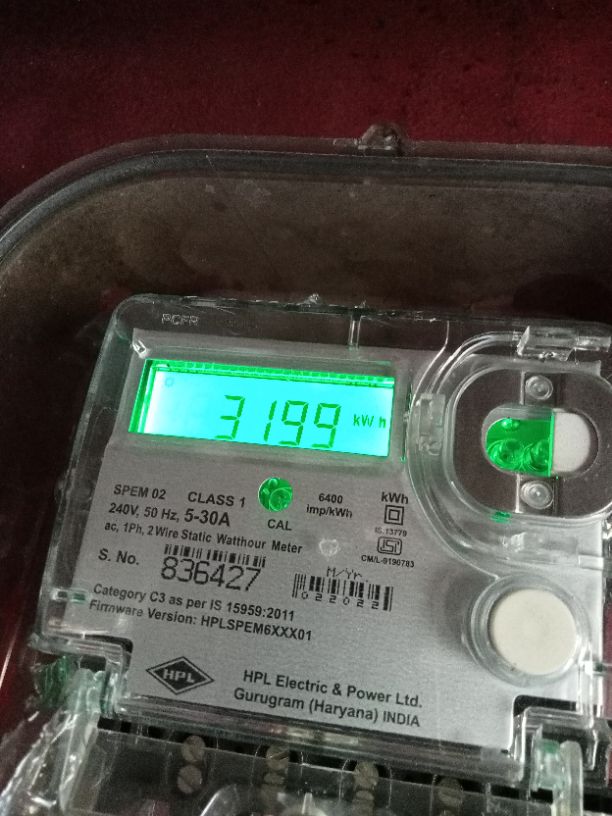 PCFR
3199 kWh
SPEM 02 CLASS 1
240V, 50 Hz, 5-30A
ac, 1Ph, 2 Wire Static Watthour Meter
CAL
6400
imp/kWh
kWh
IS.13779
ISI
CM/L-9190783
S. No.
836427
M/Yr.
022022
Category C3 as per IS 15959:2011
Firmware Version: HPLSPEM6XXX01
HPL
HPL Electric & Power Ltd.
Gurugram (Haryana) INDIA